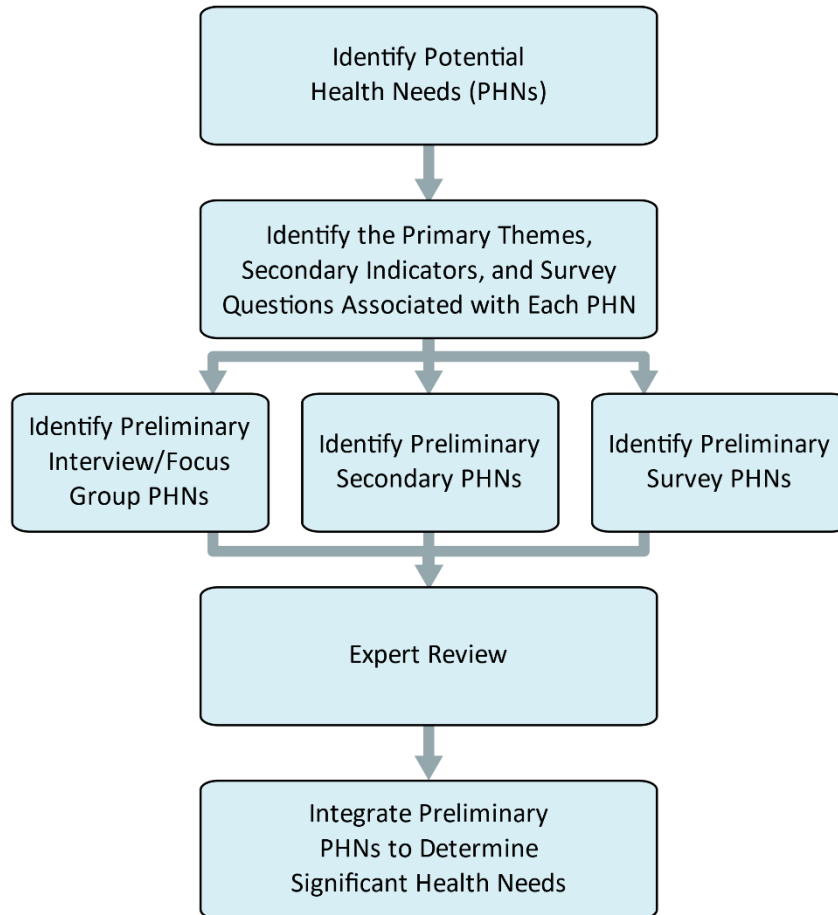 Identify Potential
Health Needs (PHNs)
Identify the Primary Themes,
Secondary Indicators, and Survey
Questions Associated with Each PHN
Identify Preliminary
Interview/Focus
Group PHNs
Identify Preliminary
Secondary PHNs
Identify Preliminary
Survey PHNs
Expert Review
Integrate Preliminary
PHNs to Determine
Significant Health Needs